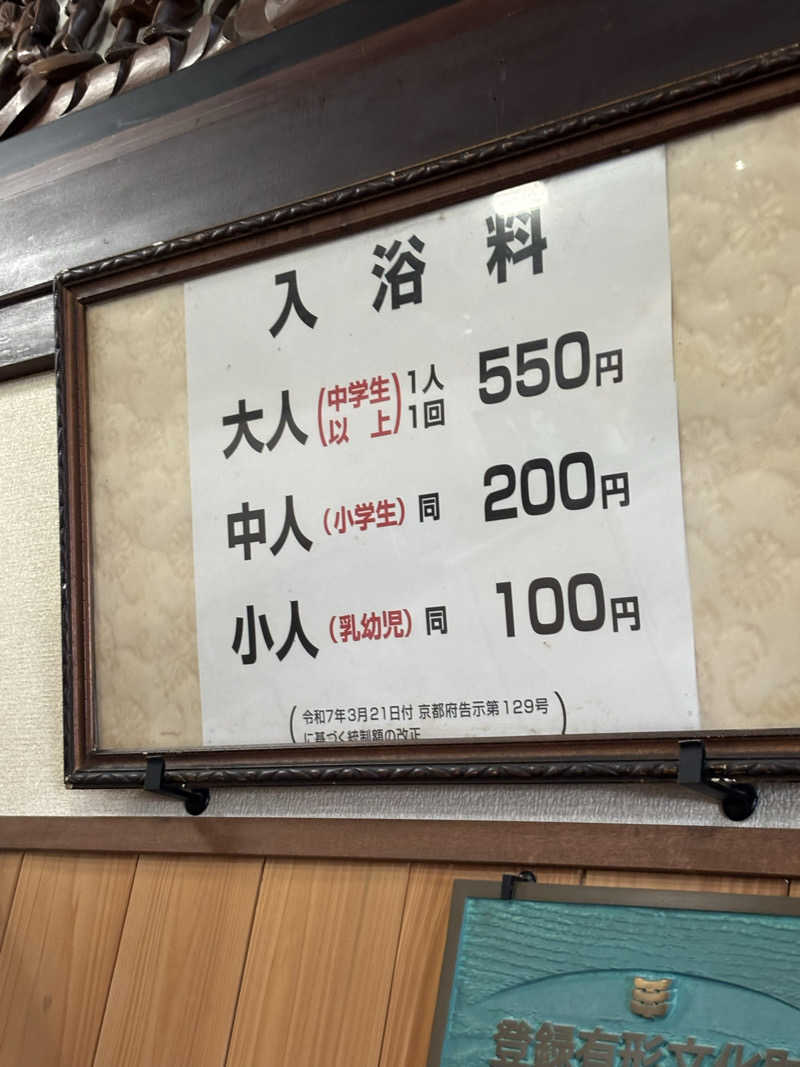 入浴料
大人(中学生以上)1人1回 550円
中人(小学生)同 200円
小人(乳幼児)同 100円
(令和7年3月21日付 京都府告示第129号
に基づく統制額の改正
登録有形文化財